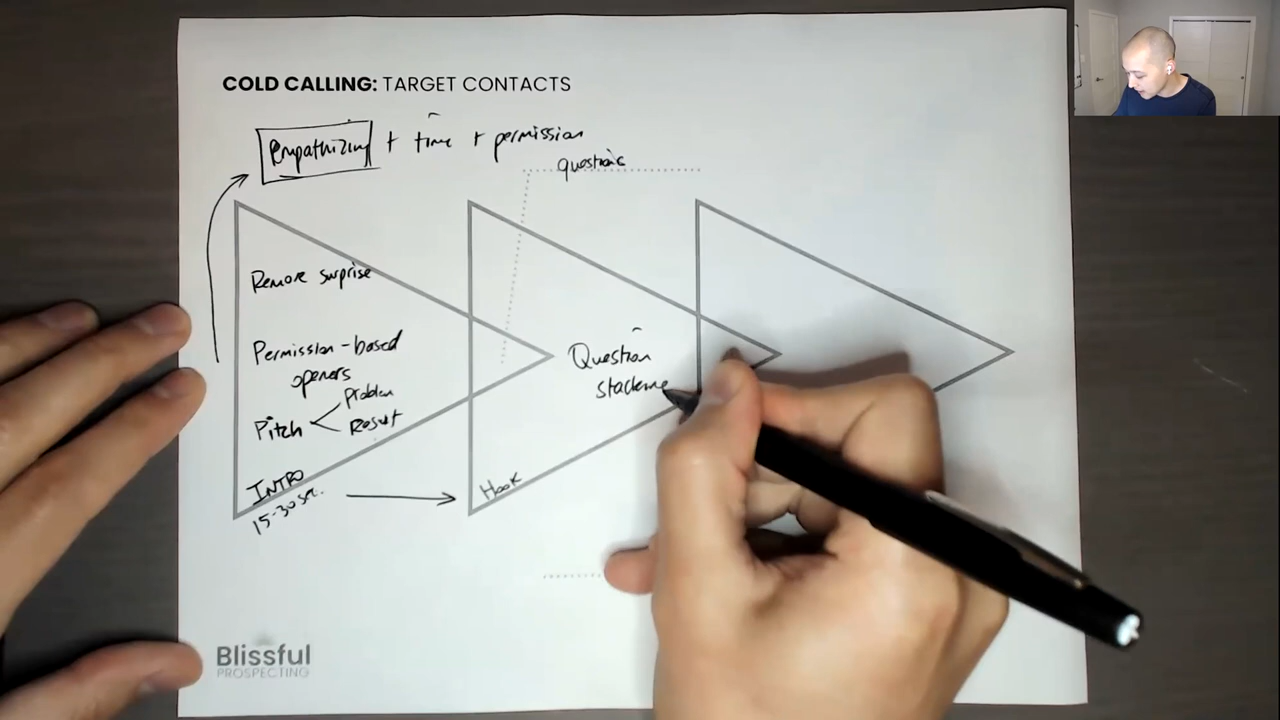 COLD CALLING: TARGET CONTACTS
empathizing + time + permission
questions
Remove surprise
Permission-based
openers
Pitch < Problem
Result
INTRO
15-30 sec.
Question
stackeme
Hook
Blissful
PROSPECTING